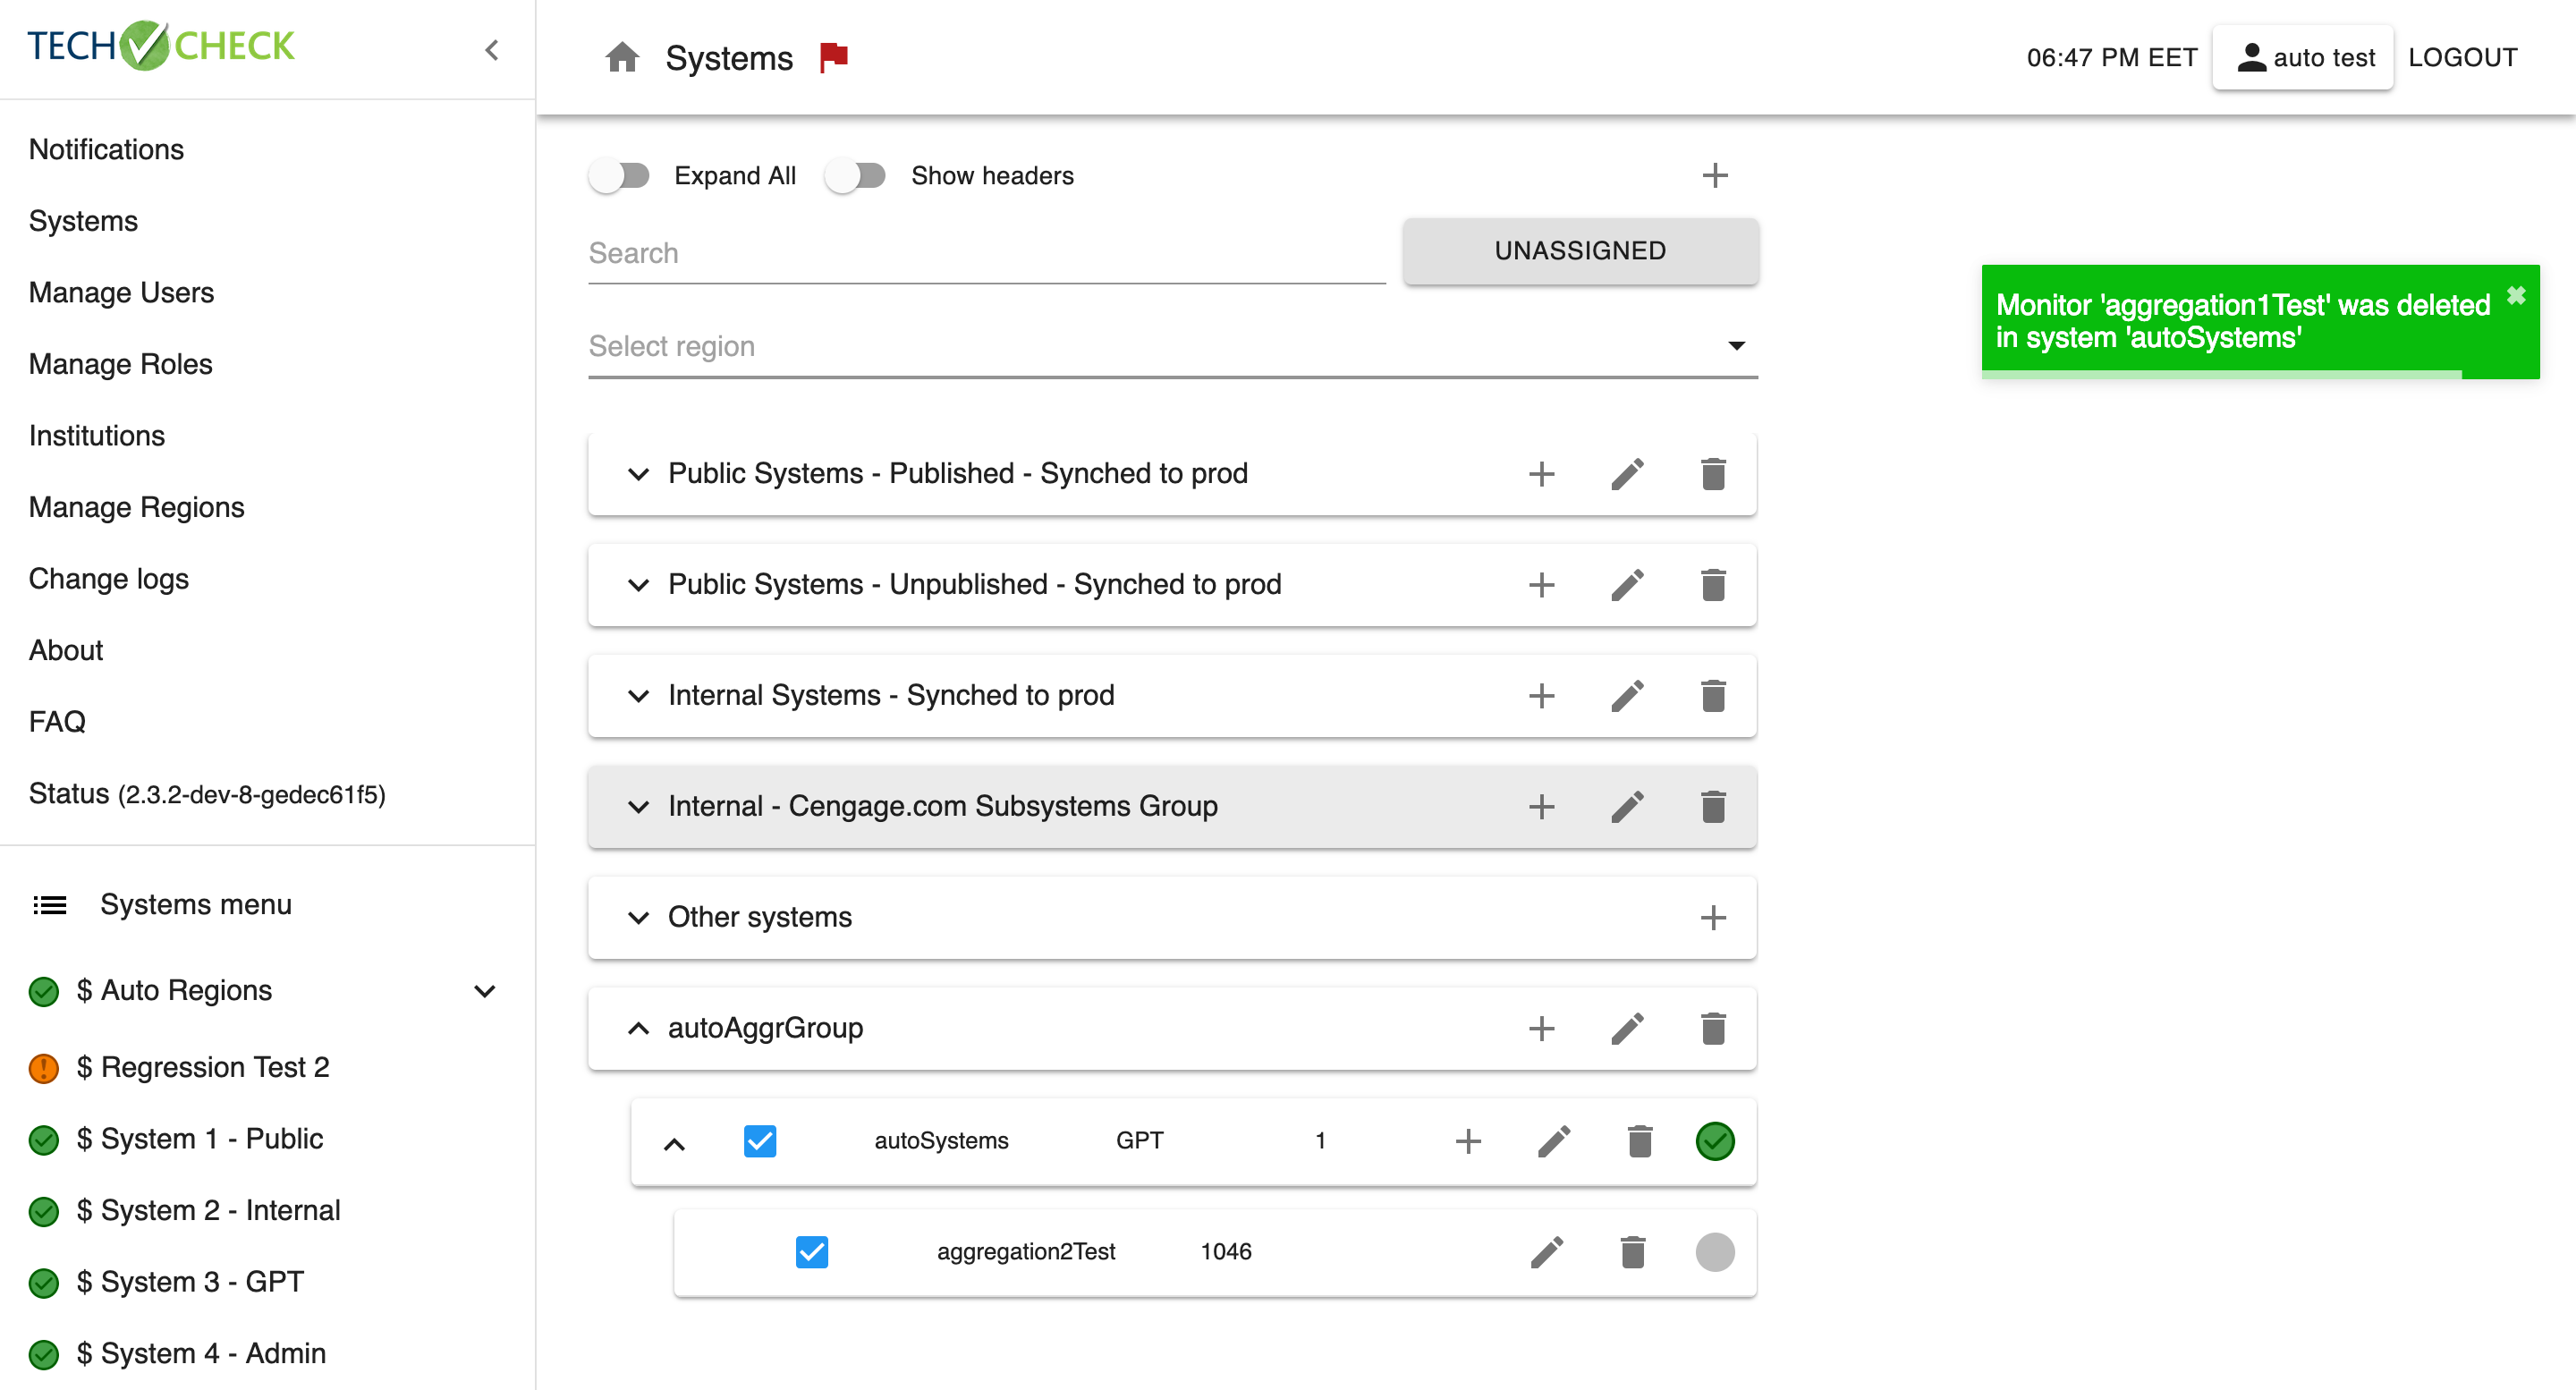 TECH CHECK
Notifications
Systems
Manage Users
Manage Roles
Institutions
Manage Regions
Change logs
About
FAQ
Status (2.3.2-dev-8-gedec61f5)
Systems menu
$ Auto Regions
$ Regression Test 2
$ System 1 - Public
$ System 2 - Internal
$ System 3 - GPT
$ System 4 - Admin
Systems
06:47 PM EET
auto test
LOGOUT
Expand All
Show headers
Search
UNASSIGNED
Select region
Monitor 'aggregation1Test' was deleted
in system 'autoSystems'
Public Systems - Published - Synched to prod
Public Systems - Unpublished - Synched to prod
Internal Systems - Synched to prod
Internal - Cengage.com Subsystems Group
Other systems
autoAggrGroup
autoSystems GPT 1
aggregation2Test 1046